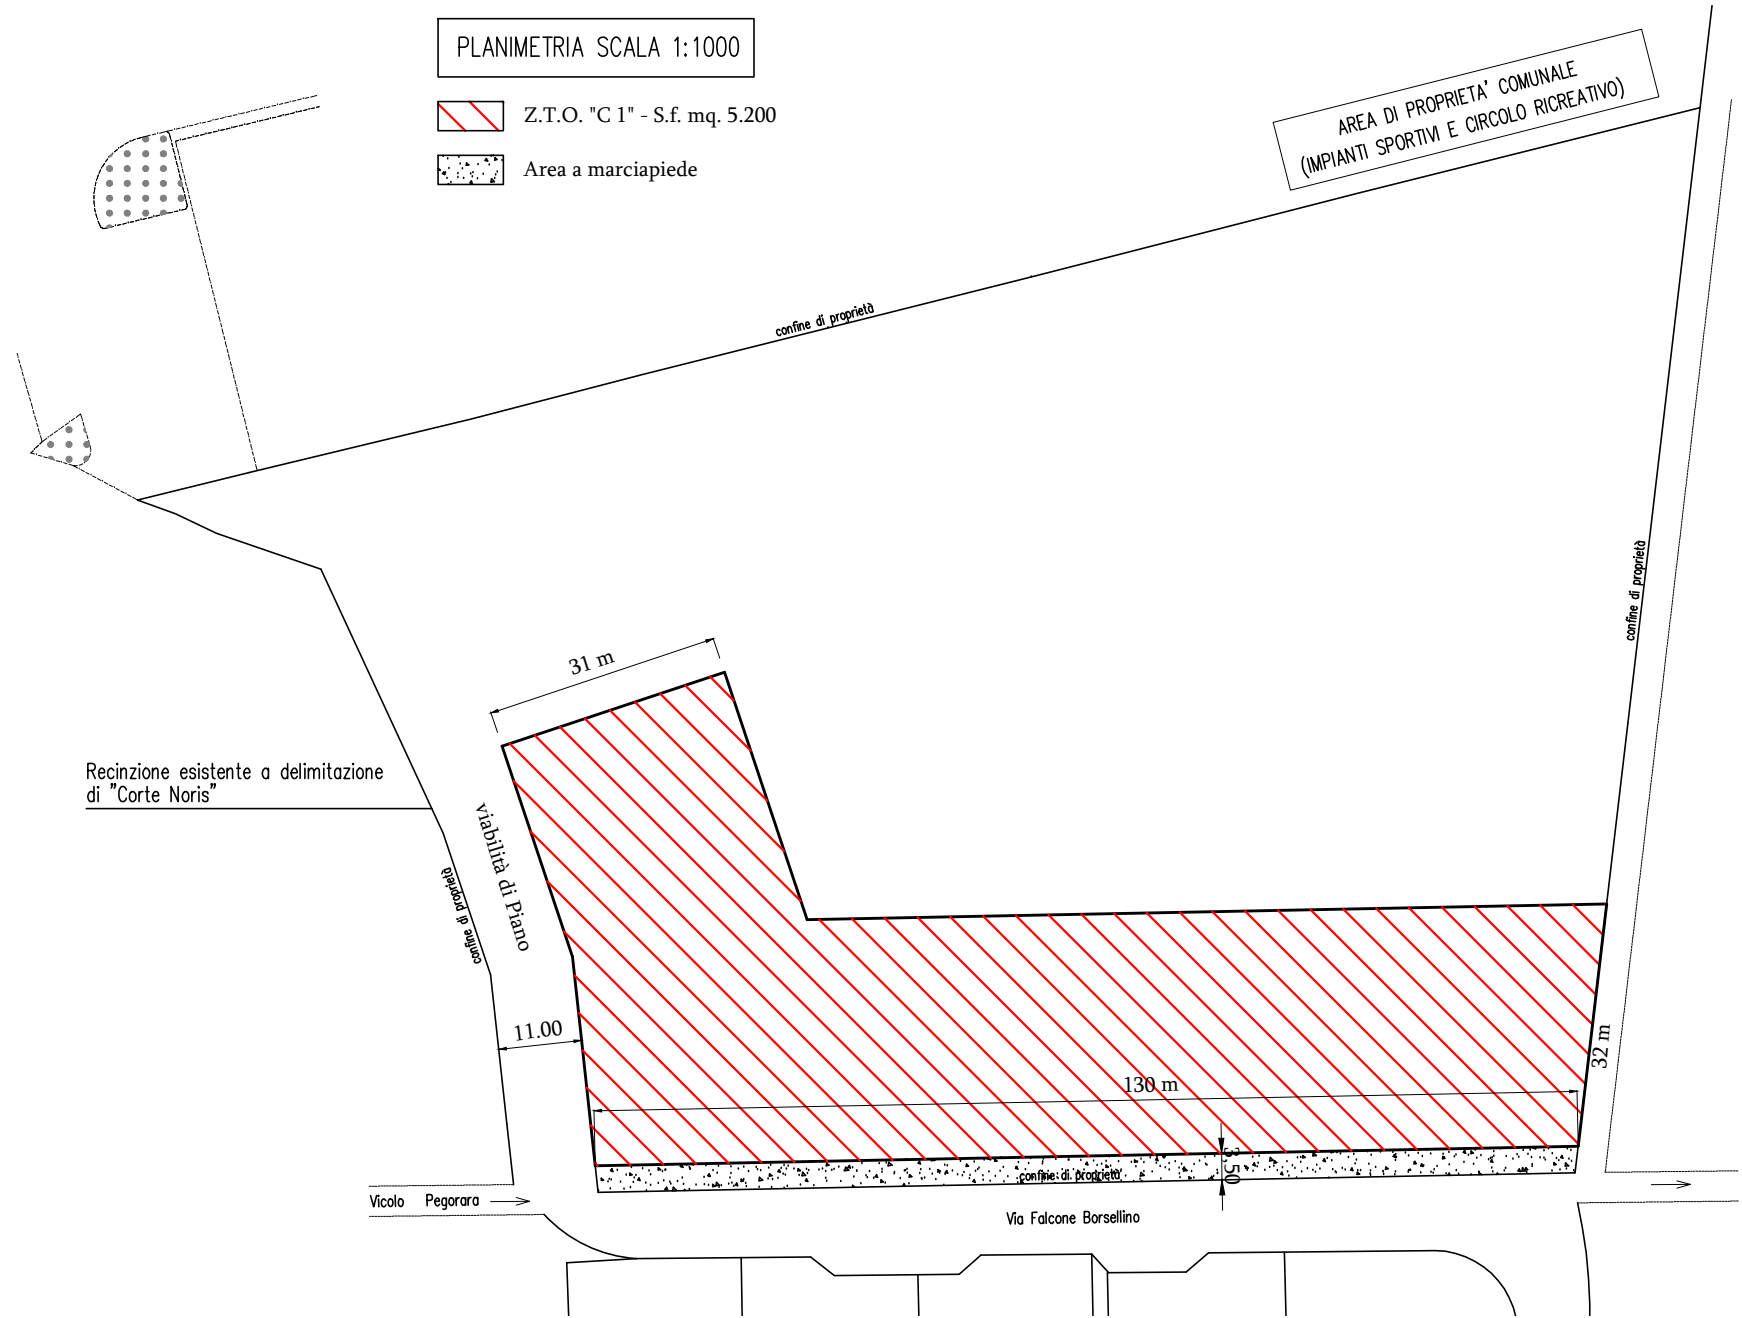 PLANIMETRIA SCALA 1:1000
Z.T.O. "C 1" - S.f. mq. 5.200
Area a marciapiede
AREA DI PROPRIETA' COMUNALE
(IMPIANTI SPORTIVI E CIRCOLO RICREATIVO)
confine di proprietà
confine di proprietà
31 m
Recinzione esistente a delimitazione
di "Corte Noris"
viabilità di Piano
confine di proprietà
11.00
32 m
130 m
3,50
confine di proprietà
Vicolo Pegorara
Via Falcone Borsellino